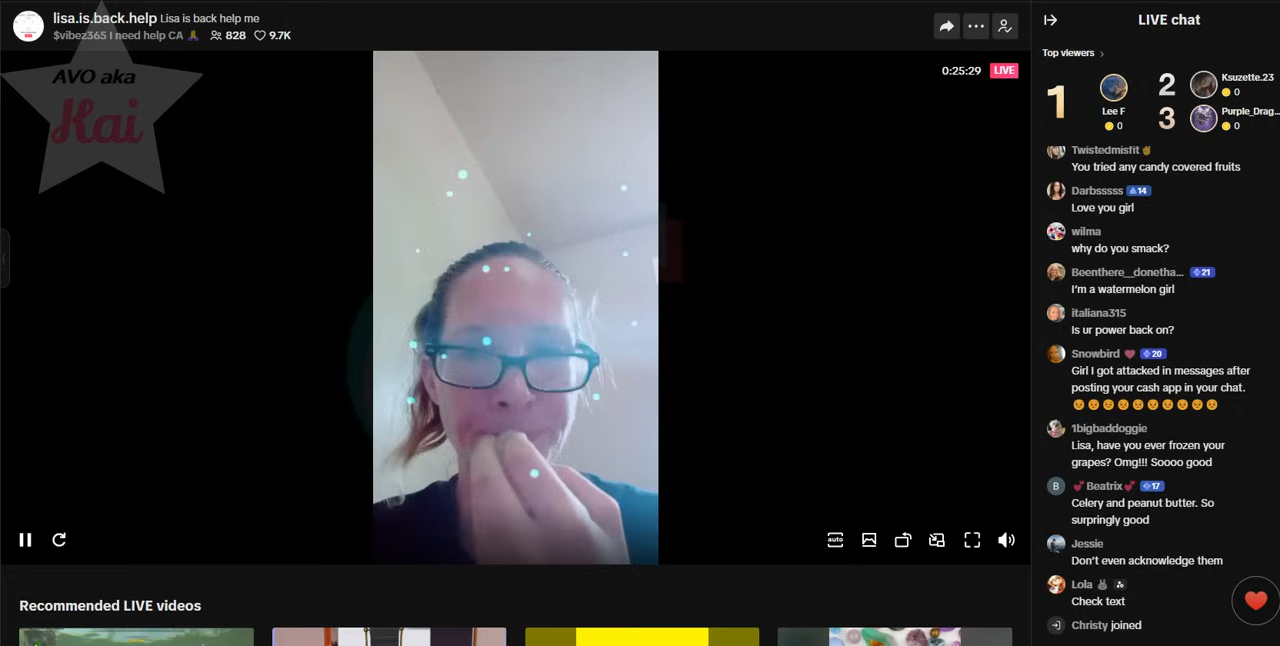 lisa.is.back.help Lisa is back help me
$vibez365 I need help CA 🙏 828 9.7K
AVO aka
Kai
0:25:29 LIVE
auto
Recommended LIVE videos
LIVE chat
Top viewers
1
Lee F
0
2
Ksuzette.23
0
3
Purple_Drag...
0
Twistedmisfit
You tried any candy covered fruits
Darbsssss 14
Love you girl
wilma
why do you smack?
Beenthere__donetha... 21
I'm a watermelon girl
italiana315
Is ur power back on?
Snowbird ❤️ 20
Girl I got attacked in messages after
posting your cash app in your chat.
😡😡😡😡😡😡😡😡😡😡
1bigbaddoggie
Lisa, have you ever frozen your
grapes? Omg!!! Soooo good
B
💕Beatrix💕 17
Celery and peanut butter. So
surprisingly good
Jessie
Don't even acknowledge them
Lola
Check text
Christy joined